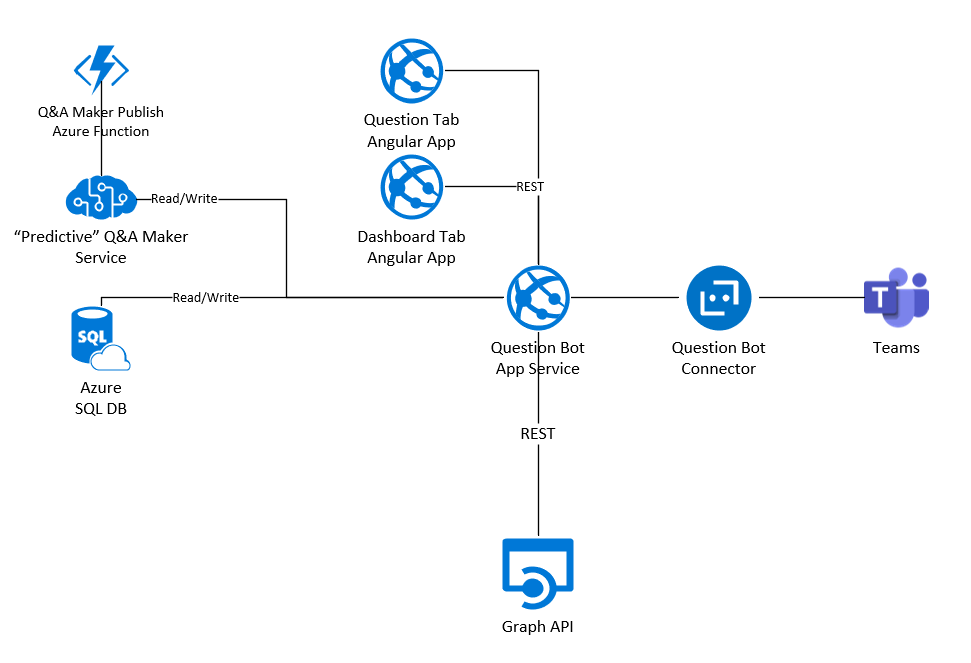 Q&A Maker Publish
Azure Function
Question Tab
Angular App
Read/Write
REST
“Predictive” Q&A Maker
Service
Dashboard Tab
Angular App
Read/Write
SQL
T
Question Bot
App Service
Question Bot
Connector
Teams
Azure
SQL DB
REST
Graph API